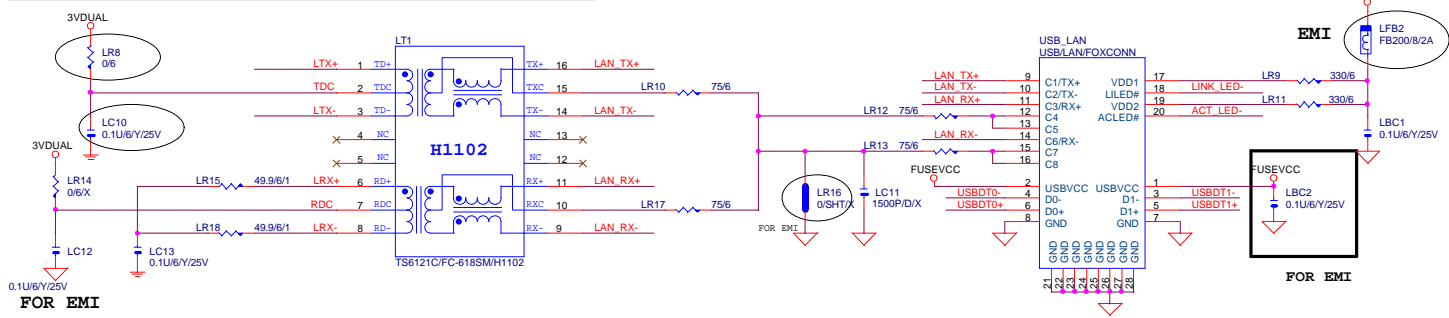 3VDUAL
LR8
0/6
LC10
0.1U/6/Y/25V
3VDUAL
LR14
0/6/X
LC12
0.1U/6/Y/25V
FOR EMI
LTX+
TDC
LTX-
LR15
49.9/6/1
LRX+
RDC
LR18
49.9/6/1
LRX-
LC13
0.1U/6/Y/25V
LT1
1 TD+
2 TDC
3 TD-
4 NC
5 NC
6 RD+
7 RDC
8 RD-
H1102
TX+ 16
TXC 15
TX- 14
NC 13
NC 12
RX+ 11
RXC 10
RX- 9
TS6121C/FC-618SM/H1102
LAN_TX+
LR10 75/6
LAN_TX-
LAN_RX+
LR17 75/6
LAN_RX-
LR12 75/6
LR13 75/6
LR16
0/SHT/X
FOR EMI
LC11
1500P/D/X
LAN_TX+
LAN_TX-
LAN_RX+
LAN_RX-
FUSEVCC
USBDT0-
USBDT0+
USB_LAN
USB/LAN/FOXCONN
9 C1/TX+
10 C2/TX-
11 C3/RX+
12 C4
13 C5
14 C6/RX-
15 C7
16 C8
2 USBVCC
4 D0-
6 D0+
8 GND
VDD1 17
LILED# 18
VDD2 19
ACLED# 20
USBVCC 1
D1- 3
D1+ 5
GND 7
GND GND GND GND GND GND GND GND
21 22 23 24 25 26 27 28
LR9 330/6
LINK_LED-
LR11 330/6
ACT_LED-
EMI
LFB2
FB200/8/2A
LBC1
0.1U/6/Y/25V
USBDT1-
USBDT1+
FUSEVCC
LBC2
0.1U/6/Y/25V
FOR EMI